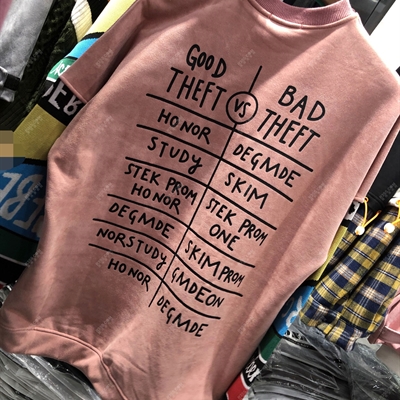 GOOD THEFT
VS
BAD THEFT
HONOR
DEGMDE
STUDY
SKIM
STEK PROM
HONOR
STEK PROM
ONE
DEGMDE
SKIM PROM
NORSTUDY
GMDEON
HONOR
DEGMDE